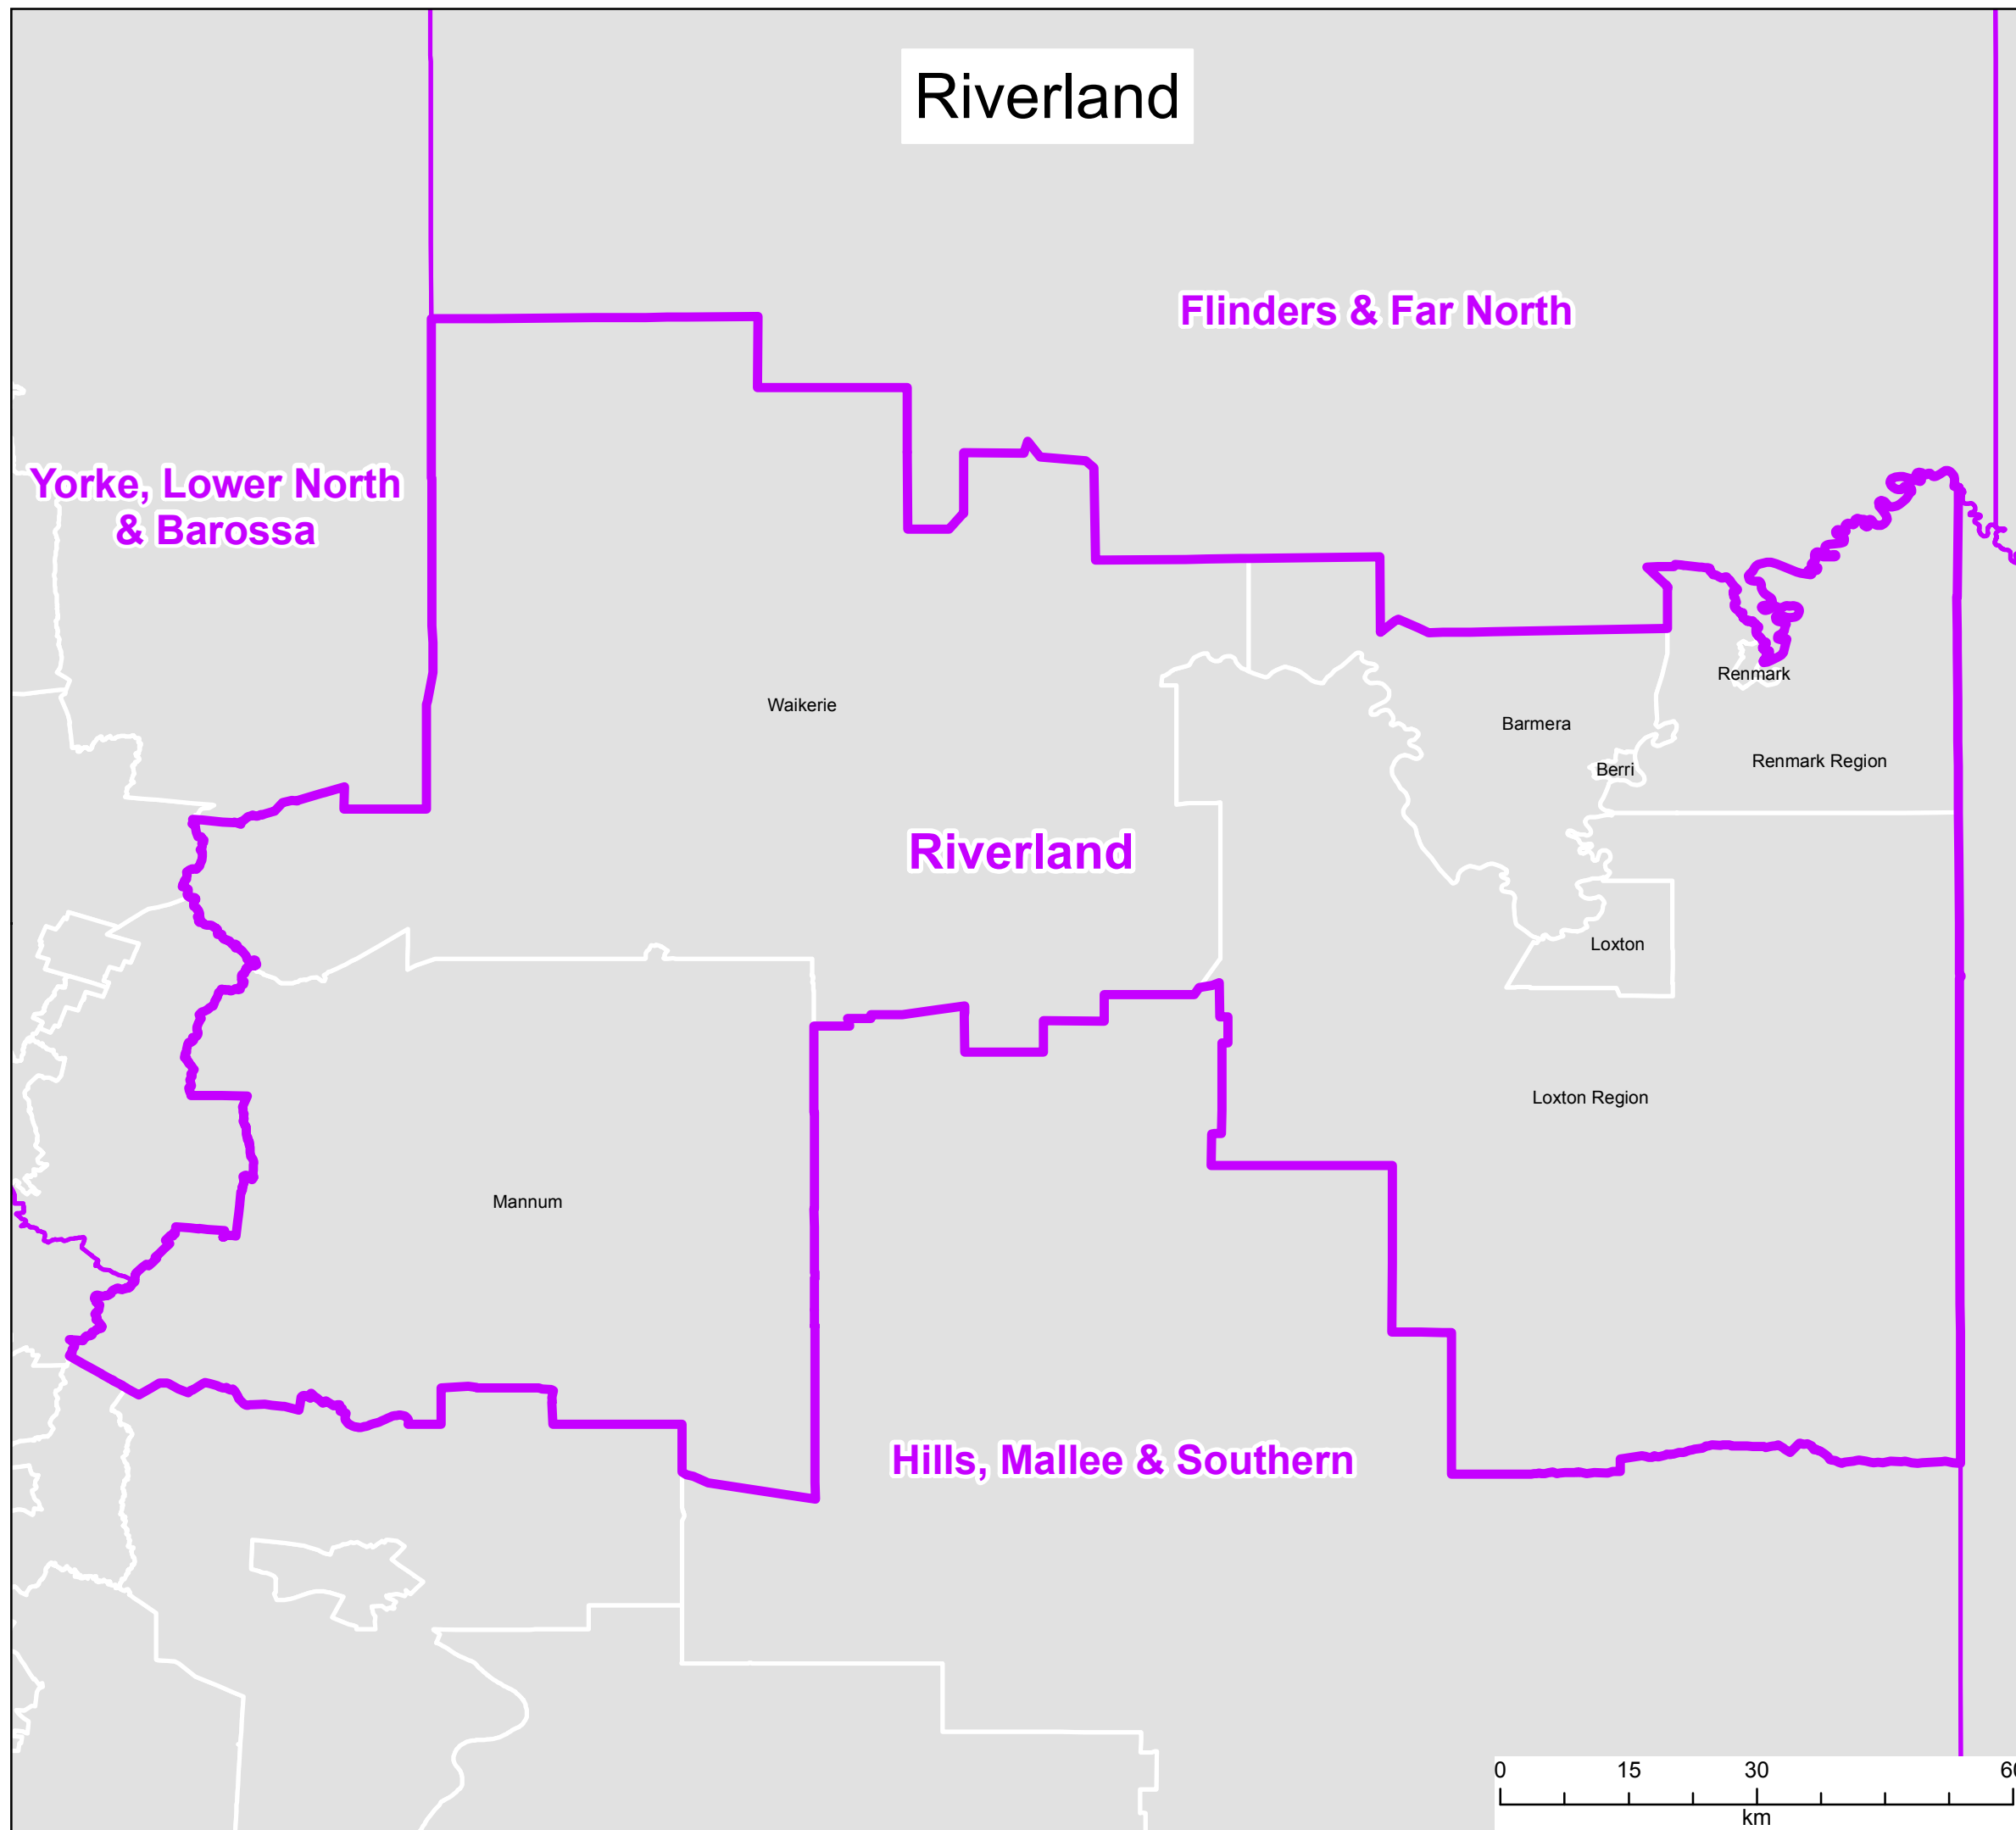 Riverland
Flinders & Far North
Yorke, Lower North
& Barossa
Renmark
Waikerie
Barmera
Renmark Region
Berri
Riverland
Loxton
Loxton Region
Mannum
Hills, Mallee & Southern
0 15 30
km